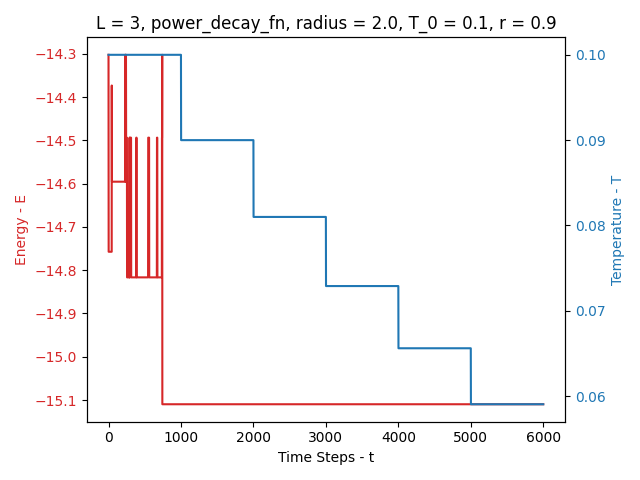 L = 3, power_decay_fn, radius = 2.0, T_0 = 0.1, r = 0.9
−14.3
−14.4
−14.5
−14.6
−14.7
−14.8
−14.9
−15.0
−15.1
Energy - E
0.10
0.09
0.08
0.07
0.06
Temperature - T
0 1000 2000 3000 4000 5000 6000
Time Steps - t